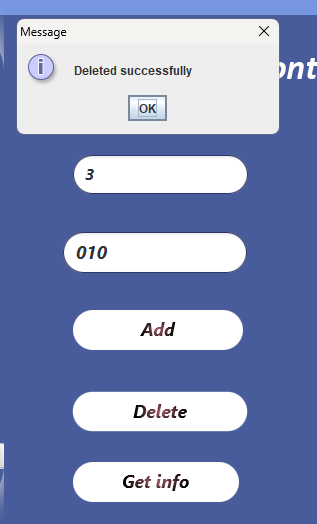 Message
Deleted successfully
OK
3
010
Add
Delete
Get info